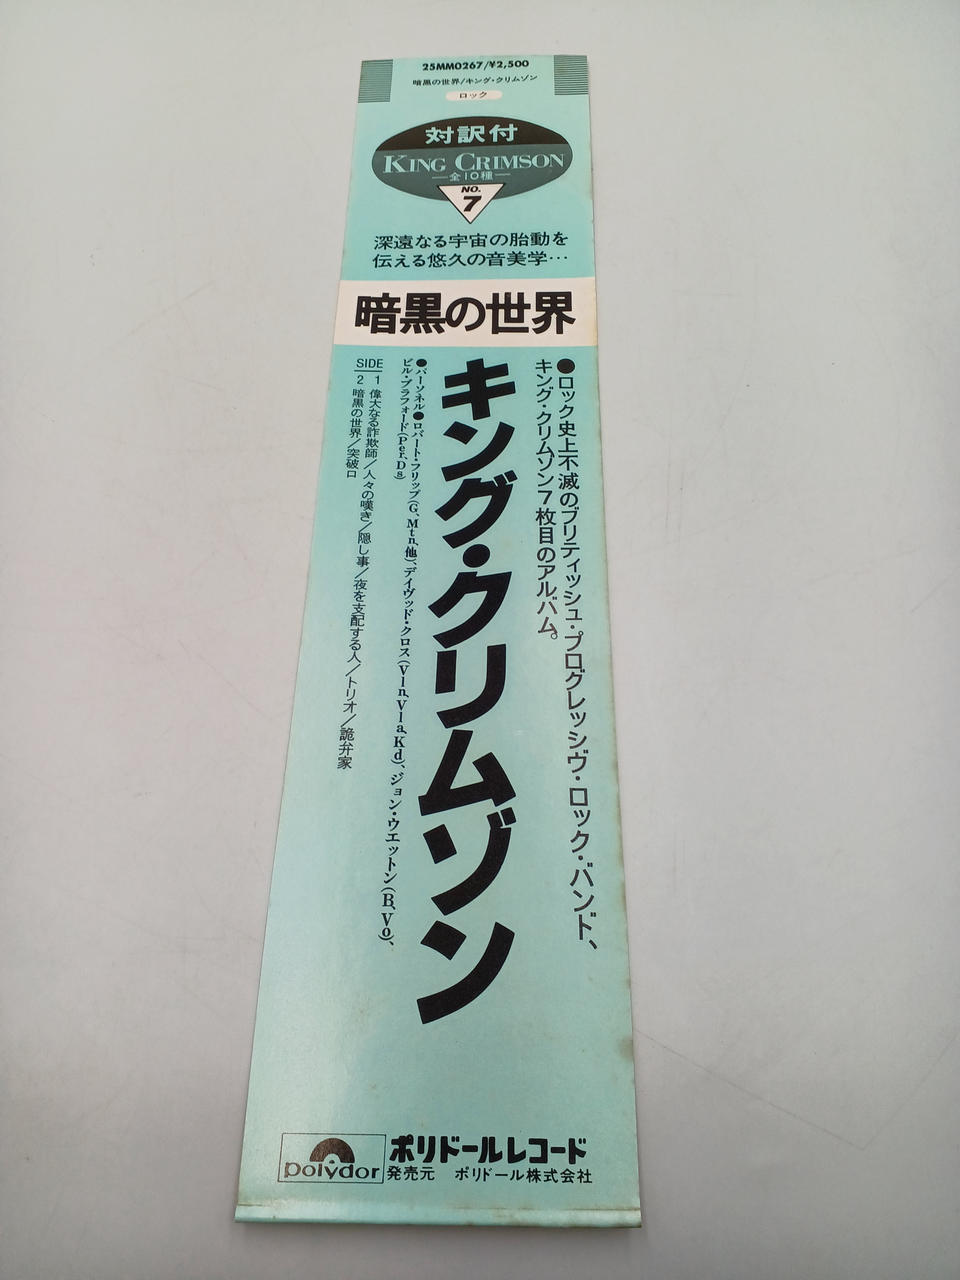 25MM0267/¥2,500
暗黒の世界/キング・クリムゾン
ロック
対訳付
KING CRIMSON
—全10種—
NO.
7
深遠なる宇宙の胎動を
伝える悠久の音美学…
暗黒の世界
●ロック史上不滅のブリティッシュ・プログレッシヴ・ロック・バンド、
キング・クリムゾン7枚目のアルバム。
キング・クリムゾン
●パーソネル●ロバート・フリップ(G、Mtn、他)、デイヴッド・クロス(Vln、Vla、Kd)、ジョン・ウエットン(B、Vo)、
ビル・ブラフォード(Per、Ds)
SIDE
1 偉大なる詐欺師/人々の嘆き/隠し事/夜を支配する人/トリオ/詭弁家
2 暗黒の世界/突破口
polydor
ポリドールレコード
発売元 ポリドール株式会社